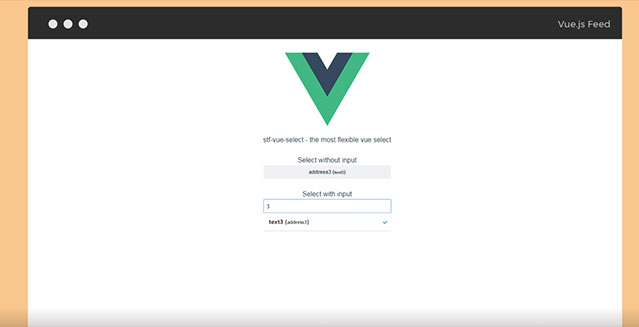 Vue.js Feed
stf-vue-select - the most flexible vue select
Select without input
address3 (text3)
Select with input
3
text3 (address3)